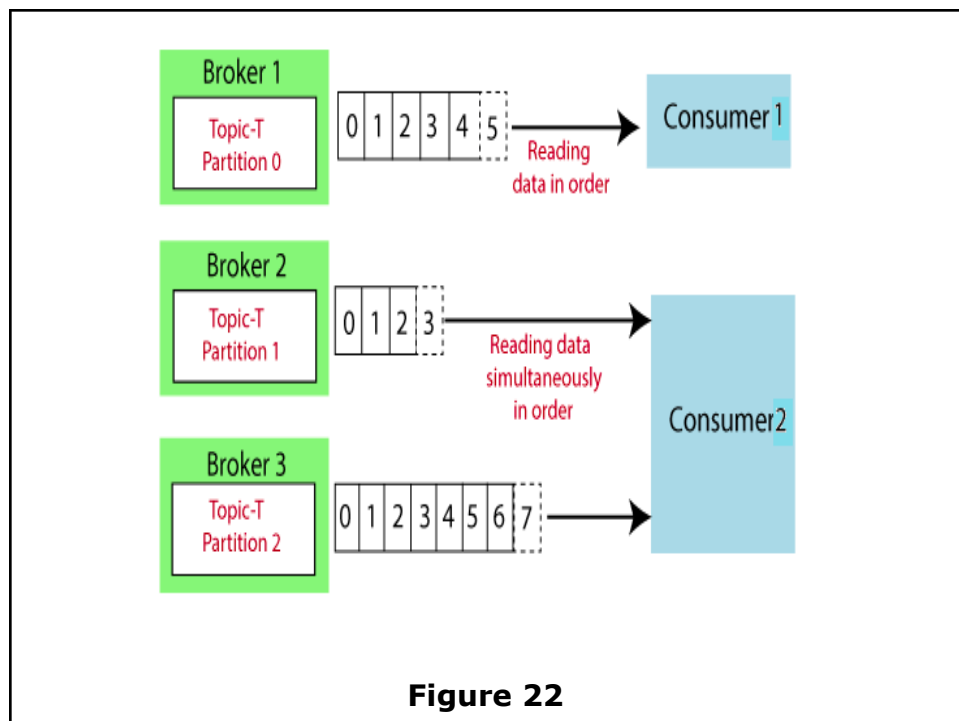 Broker 1
Topic-T
Partition 0
0 1 2 3 4 5
Reading
data in order
Consumer 1
Broker 2
Topic-T
Partition 1
0 1 2 3
Reading data
simultaneously
in order
Consumer2
Broker 3
Topic-T
Partition 2
0 1 2 3 4 5 6 7
Figure 22